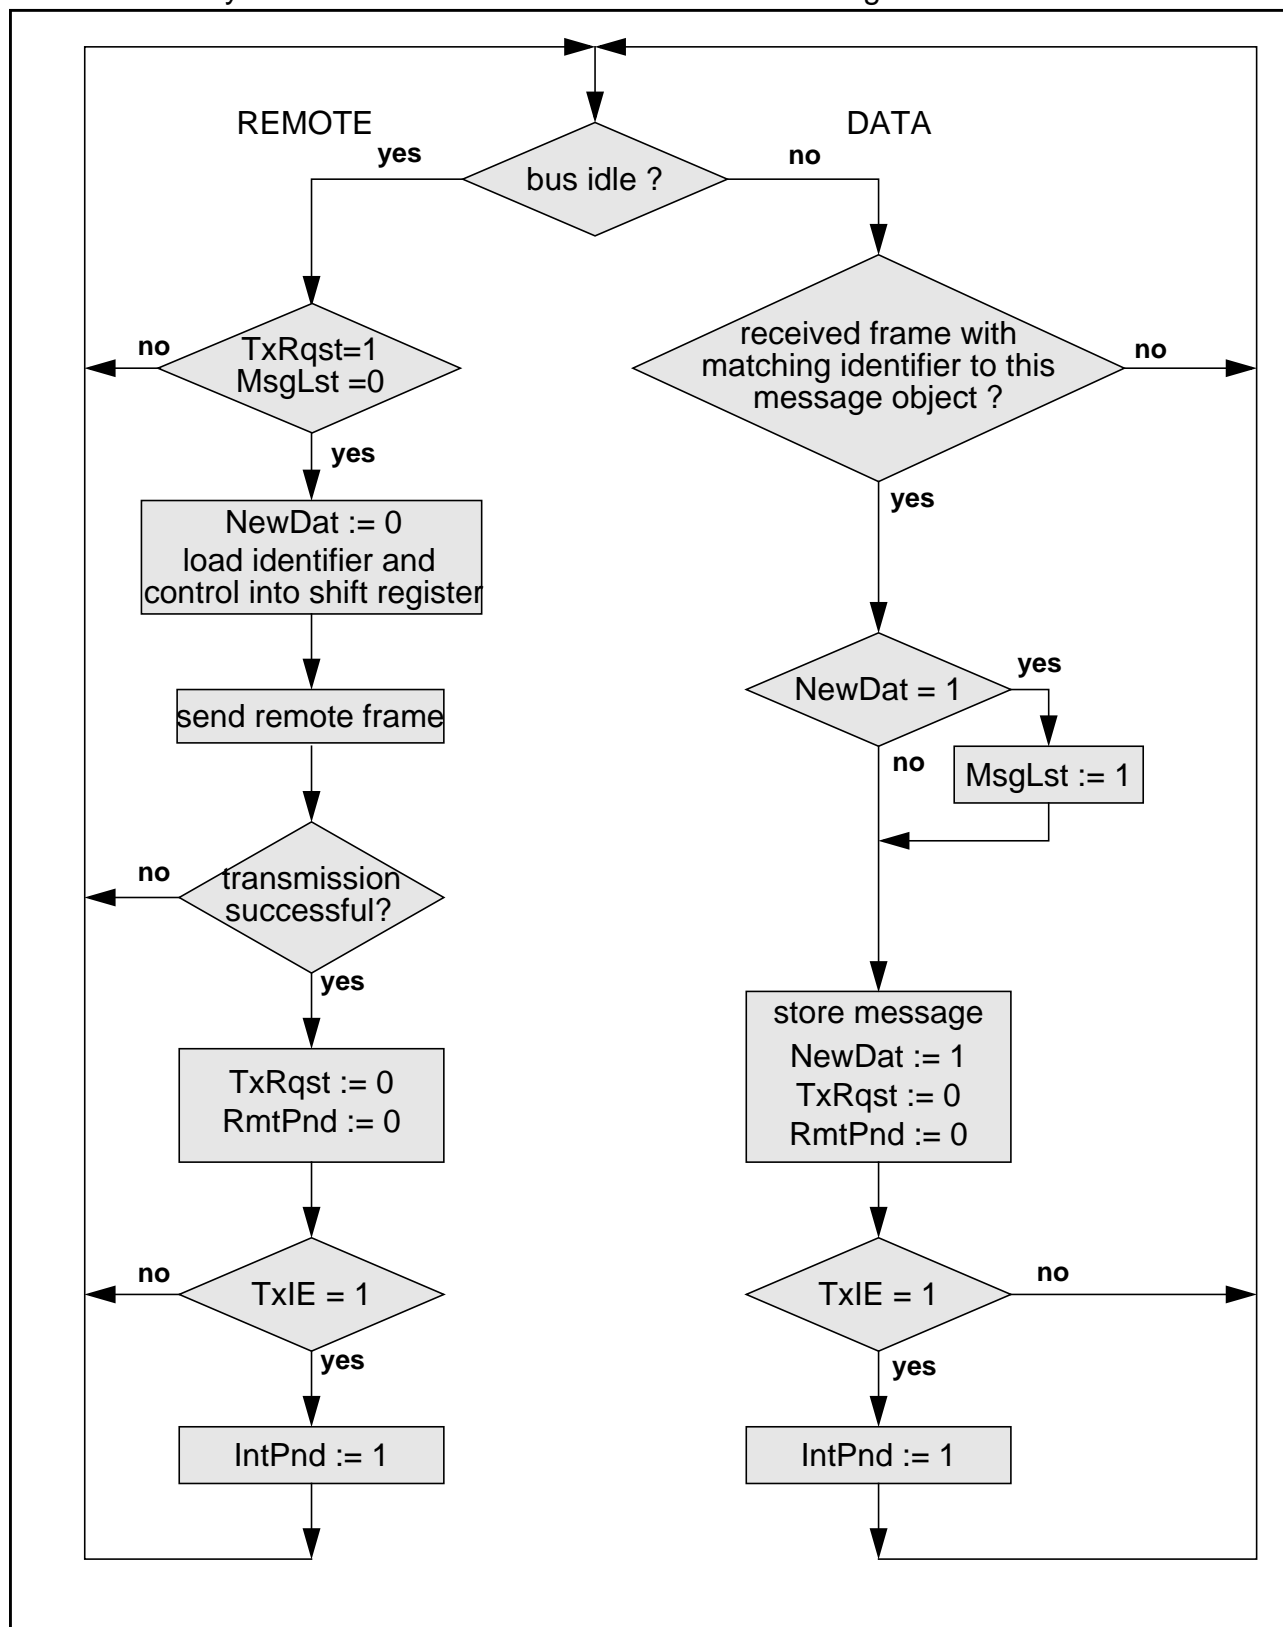 REMOTE
DATA
yes
no
bus idle ?
no
TxRqst=1
MsgLst =0
received frame with
matching identifier to this
message object ?
no
yes
yes
NewDat := 0
load identifier and
control into shift register
NewDat = 1
yes
send remote frame
no
MsgLst := 1
no
transmission
successful?
yes
store message
NewDat := 1
TxRqst := 0
RmtPnd := 0
TxRqst := 0
RmtPnd := 0
no
TxIE = 1
TxIE = 1
no
yes
yes
IntPnd := 1
IntPnd := 1